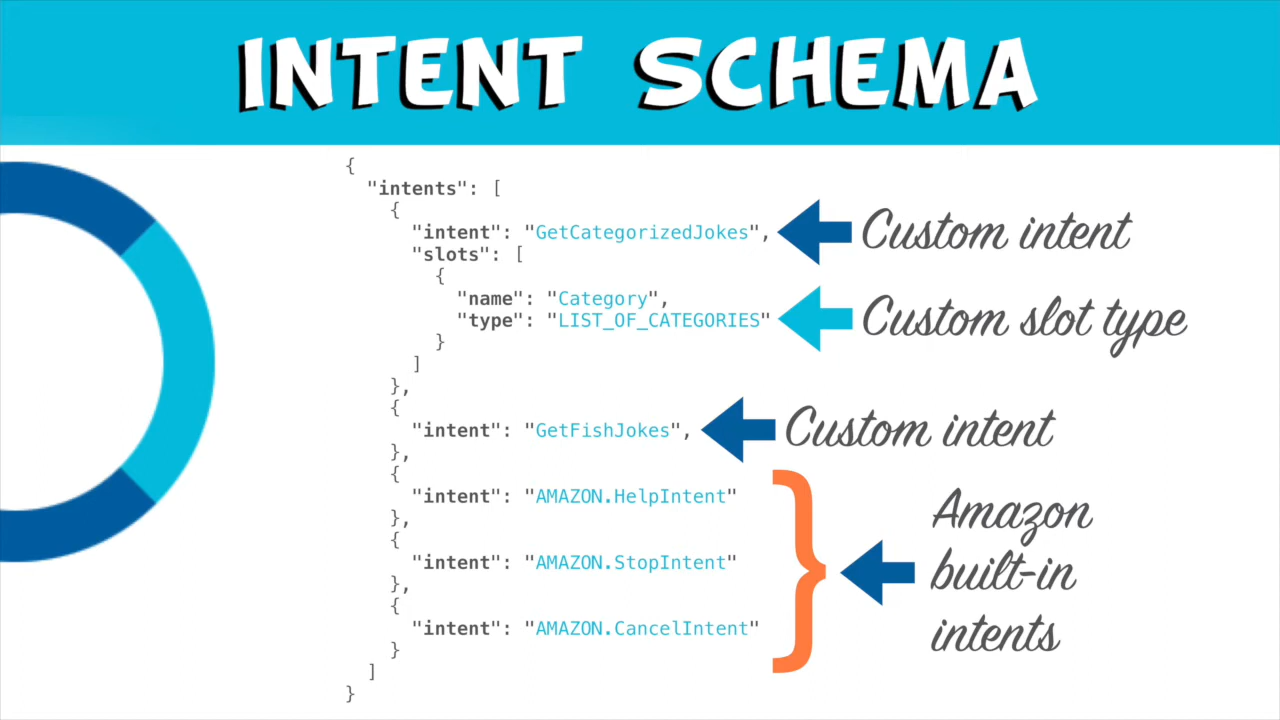 INTENT SCHEMA
{
"intents": [
{
"intent": "GetCategorizedJokes",
Custom intent
"slots": [
{
"name": "Category",
"type": "LIST_OF_CATEGORIES"
Custom slot type
}
]
},
{
"intent": "GetFishJokes",
Custom intent
},
{
"intent": "AMAZON.HelpIntent"
},
{
"intent": "AMAZON.StopIntent"
},
{
"intent": "AMAZON.CancelIntent"
}
]
}
Amazon
built-in
intents